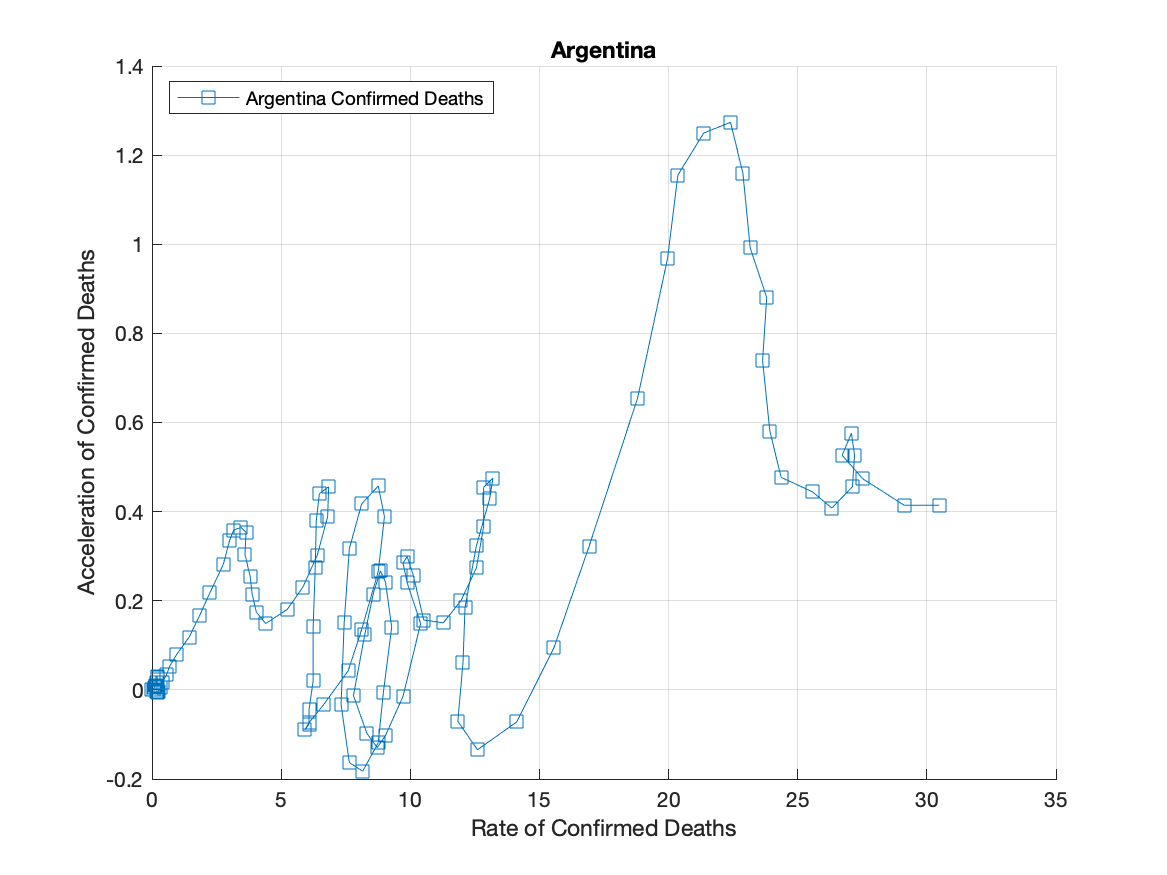 Argentina
Argentina Confirmed Deaths
1.4
1.2
1
0.8
0.6
0.4
0.2
0
-0.2
0 5 10 15 20 25 30 35
Acceleration of Confirmed Deaths
Rate of Confirmed Deaths